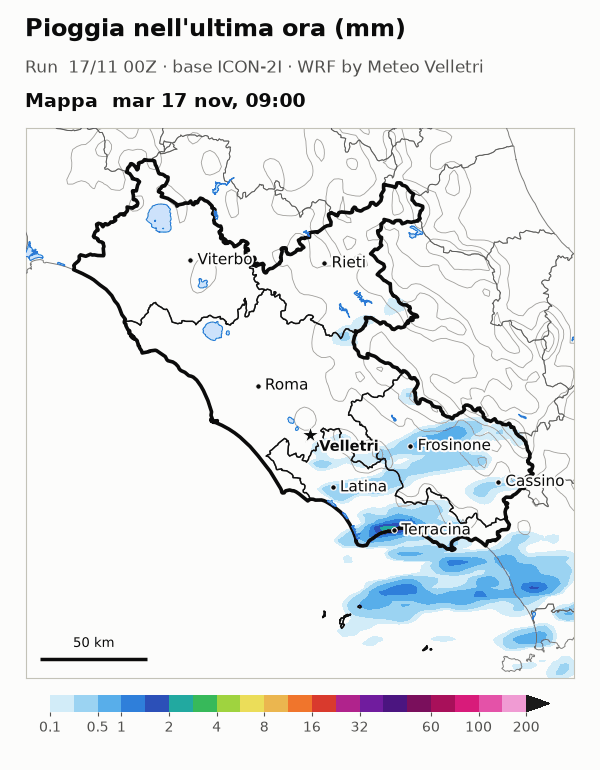 Pioggia nell'ultima ora (mm)
Run  17/11 00Z · base ICON-2I · WRF by Meteo Velletri
Mappa  mar 17 nov, 09:00
Viterbo
Rieti
Roma
Velletri
Frosinone
Latina
Cassino
Terracina
50 km
0.1 0.5 1 2 4 8 16 32 60 100 200